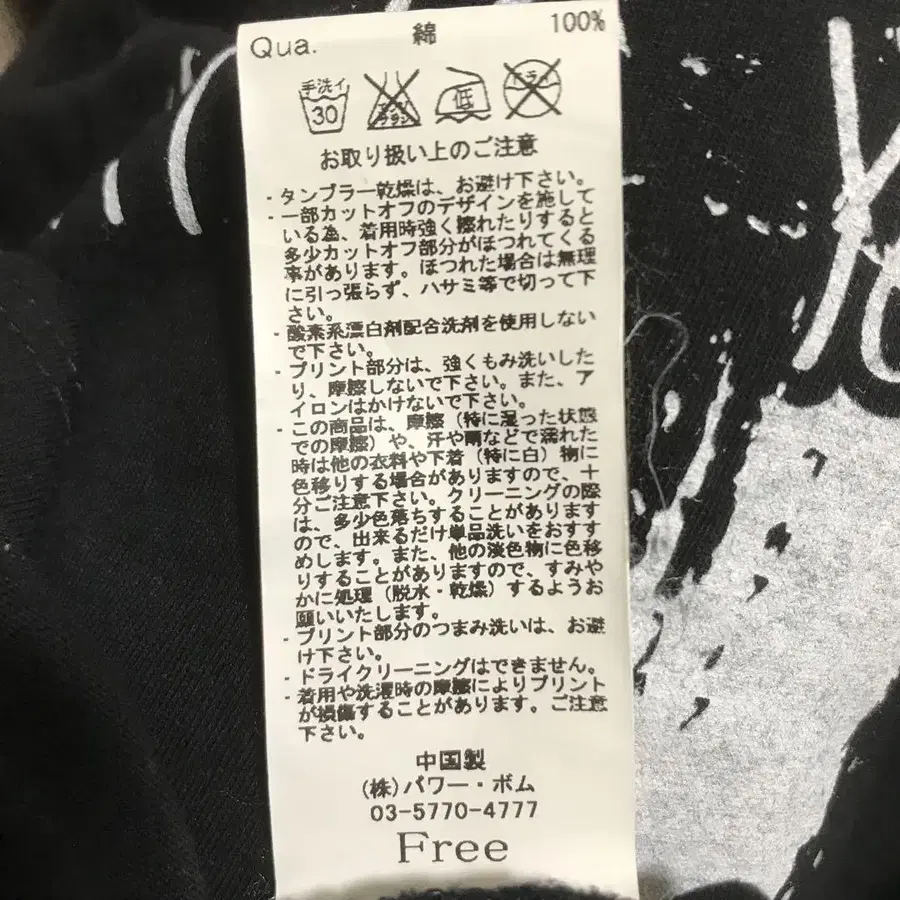 Qua. 綿 100%
手洗イ 30 エンソサラシ 低 ドライ
お取り扱い上のご注意
・タンブラー乾燥は、お避け下さい。
・一部カットオフのデザインを施して
いる為、着用時強く擦れたりすると
多少カットオフ部分がほつれてくる
事があります。ほつれた場合は無理
に引っ張らず、ハサミ等で切って下
さい。
・酸素系漂白剤配合洗剤を使用しない
で下さい。
・プリント部分は、強くもみ洗いした
り、摩擦しないで下さい。また、ア
イロンはかけないで下さい。
・この商品は、摩擦（特に湿った状態
での摩擦）や、汗や雨などで濡れた
時は他の衣料や下着（特に白）物に
色移りする場合がありますので、十
分ご注意下さい。クリーニングの際
は、多少色落ちすることがあります
ので、出来るだけ単品洗いをおすす
めします。また、他の淡色物に色移
りすることがありますので、すみや
かに処理（脱水・乾燥）するようお
願いいたします。
・プリント部分のつまみ洗いは、お避
け下さい。
・ドライクリーニングはできません。
・着用や洗濯時の摩擦によりプリント
が損傷することがあります。ご注意
下さい。
中国製
(株)パワー・ボム
03-5770-4777
Free